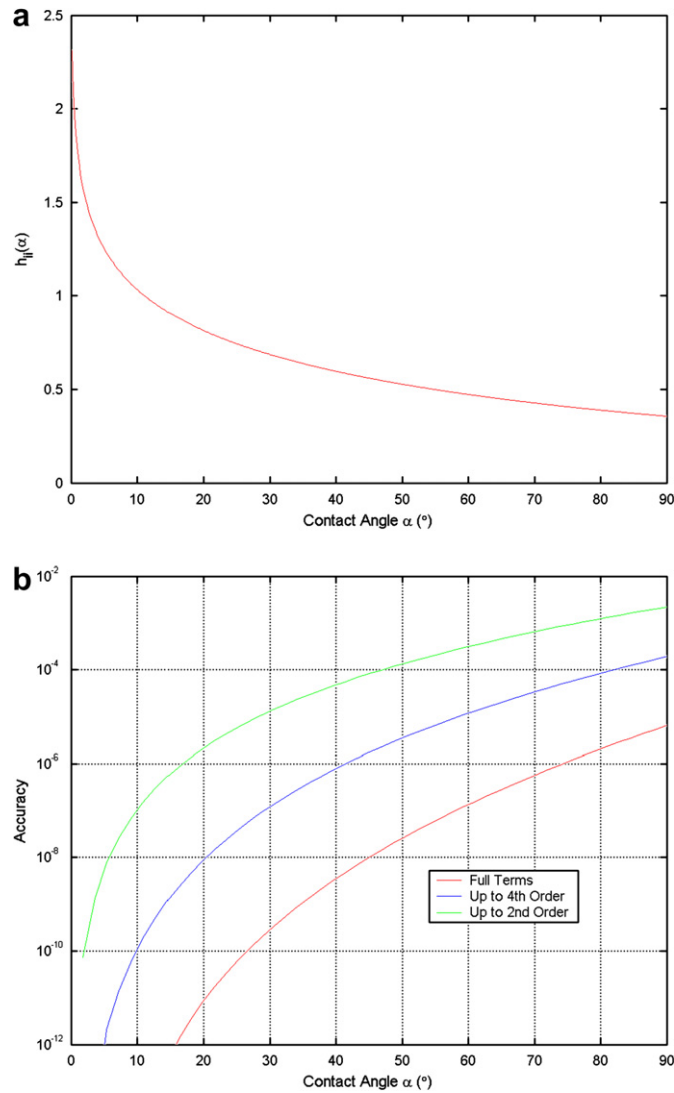 a
2.5
2
1.5
1
0.5
0
h_ii(α)
0 10 20 30 40 50 60 70 80 90
Contact Angle α (°)
b
10^-2
10^-4
10^-6
10^-8
10^-10
10^-12
Accuracy
Full Terms
Up to 4th Order
Up to 2nd Order
0 10 20 30 40 50 60 70 80 90
Contact Angle α (°)